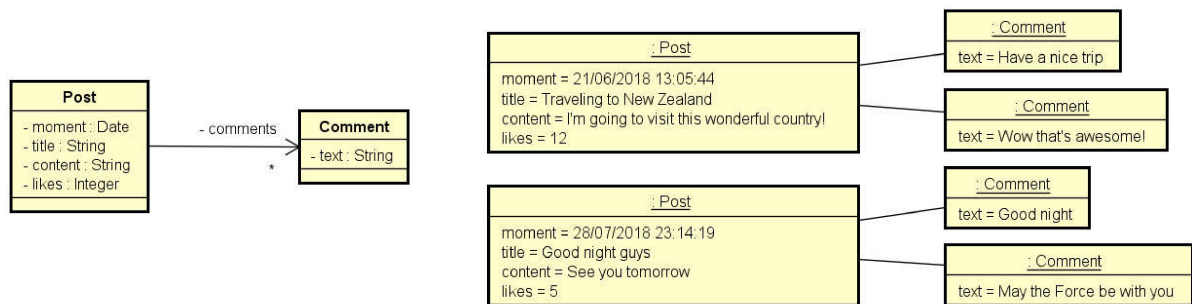 Post
- moment : Date
- title : String
- content : String
- likes : Integer
- comments
*
Comment
- text : String
: Post
moment = 21/06/2018 13:05:44
title = Traveling to New Zealand
content = I'm going to visit this wonderful country!
likes = 12
: Comment
text = Have a nice trip
: Comment
text = Wow that's awesome!
: Post
moment = 28/07/2018 23:14:19
title = Good night guys
content = See you tomorrow
likes = 5
: Comment
text = Good night
: Comment
text = May the Force be with you